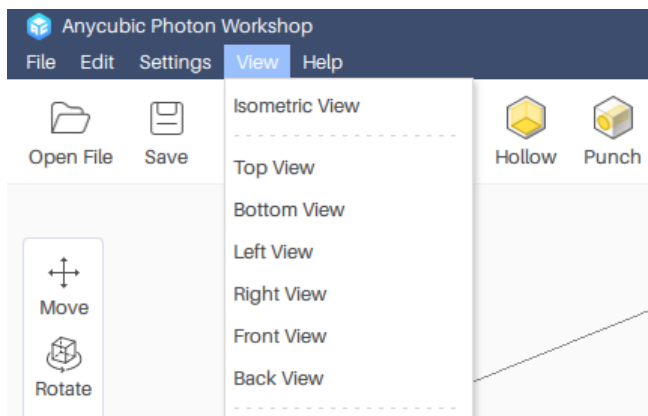 Anycubic Photon Workshop
File Edit Settings View Help
Isometric View
Open File Save Hollow Punch
Top View
Bottom View
Left View
Right View
Front View
Back View
Move
Rotate